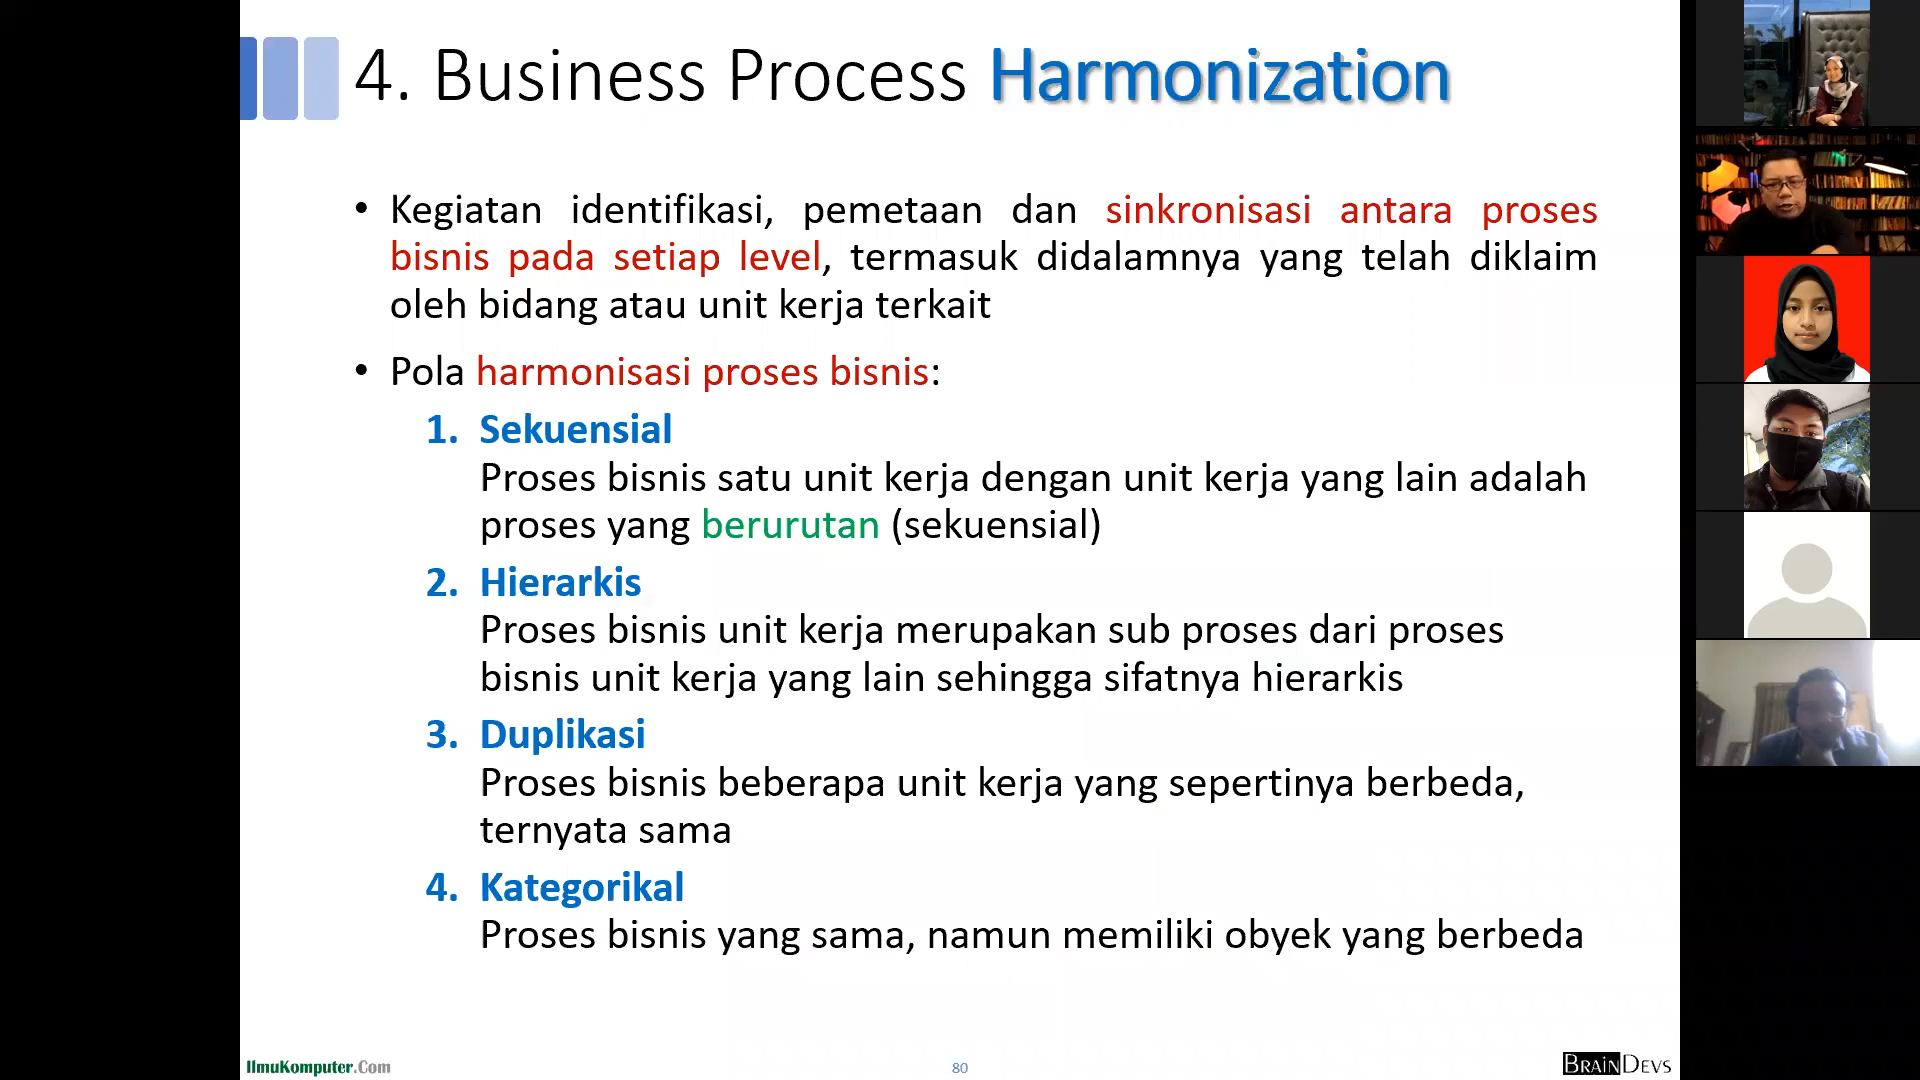 4. Business Process Harmonization
• Kegiatan identifikasi, pemetaan dan sinkronisasi antara proses
bisnis pada setiap level, termasuk didalamnya yang telah diklaim
oleh bidang atau unit kerja terkait
• Pola harmonisasi proses bisnis:
1. Sekuensial
Proses bisnis satu unit kerja dengan unit kerja yang lain adalah
proses yang berurutan (sekuensial)
2. Hierarkis
Proses bisnis unit kerja merupakan sub proses dari proses
bisnis unit kerja yang lain sehingga sifatnya hierarkis
3. Duplikasi
Proses bisnis beberapa unit kerja yang sepertinya berbeda,
ternyata sama
4. Kategorikal
Proses bisnis yang sama, namun memiliki obyek yang berbeda
IlmuKomputer.Com
80
BRAINDEVS